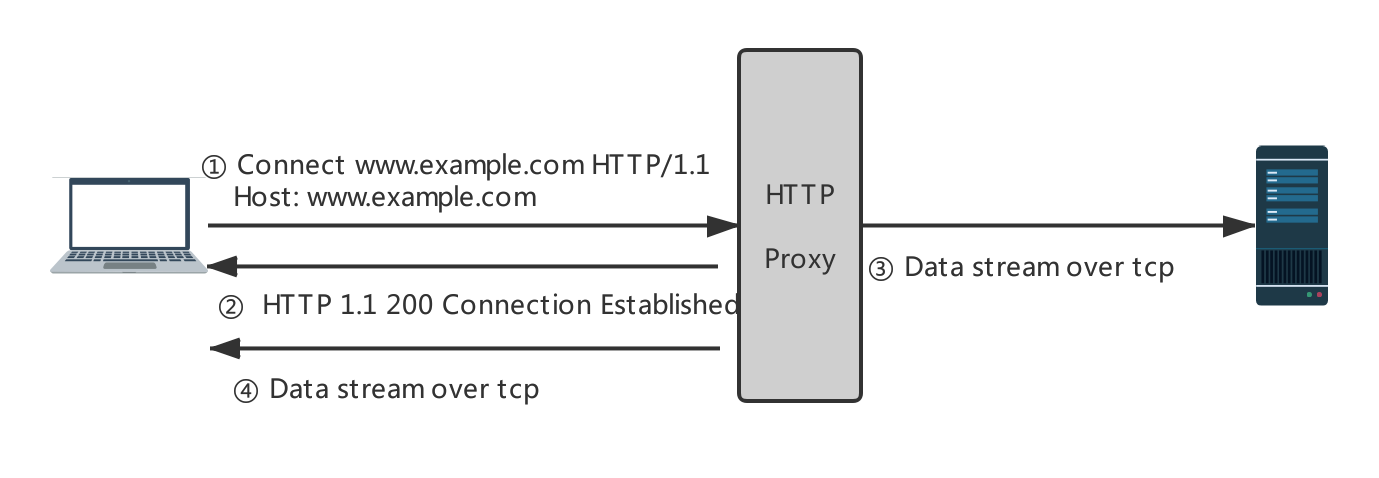 ① Connect www.example.com HTTP/1.1
Host: www.example.com
HTTP
Proxy
② HTTP 1.1 200 Connection Established
③ Data stream over tcp
④ Data stream over tcp